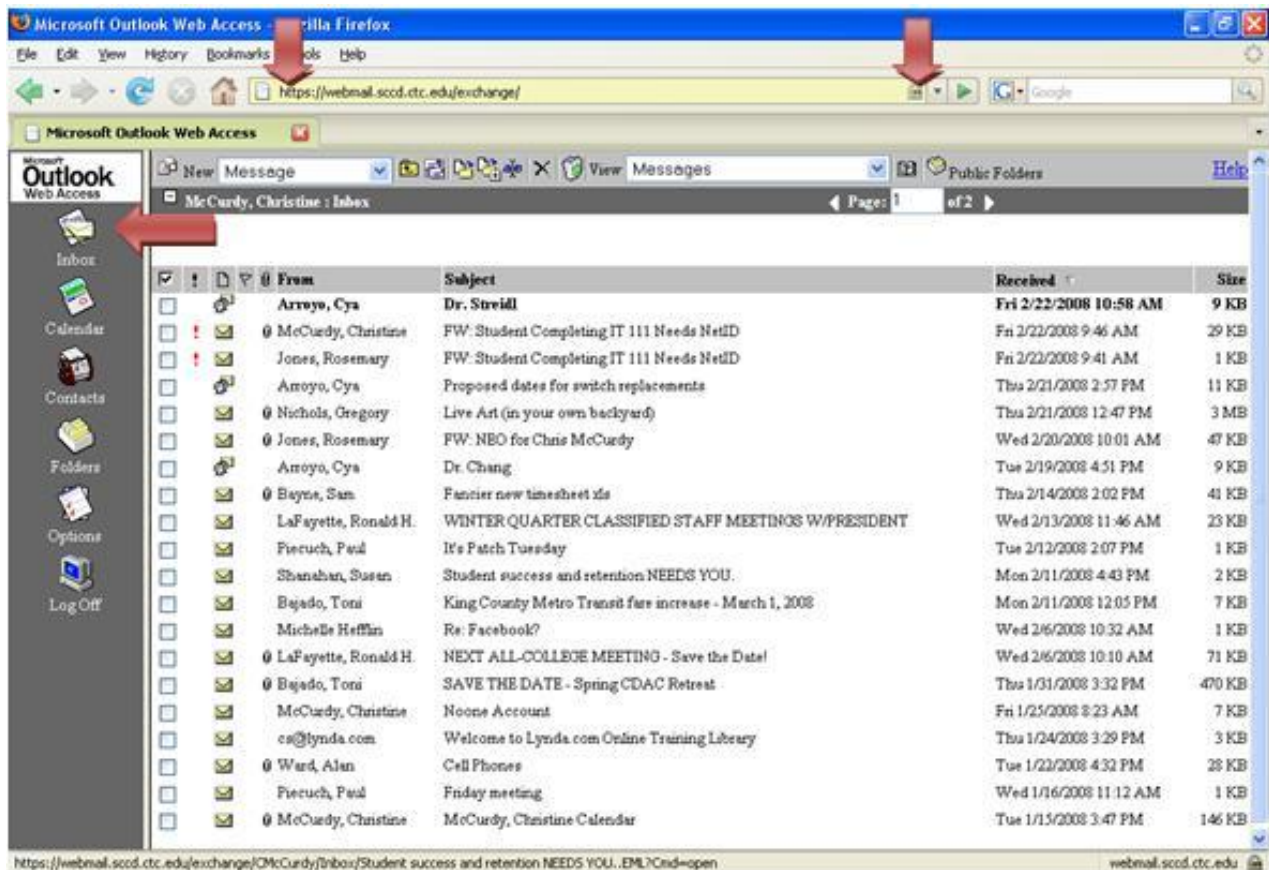 Microsoft Outlook Web Access - Mozilla Firefox
File Edit View History Bookmarks Tools Help
https://webmail.sccd.ctc.edu/exchange/ G Google
Microsoft Outlook Web Access
Microsoft
Outlook
Web Access
New Message View Messages Public Folders Help
McCurdy, Christine : Inbox Page: 1 of 2
Inbox
Calendar
Contacts
Folders
Options
Log Off
! From Subject Received Size
Arroyo, Cya Dr. Streidl Fri 2/22/2008 10:58 AM 9 KB
! McCurdy, Christine FW: Student Completing IT 111 Needs NetID Fri 2/22/2008 9:46 AM 29 KB
! Jones, Rosemary FW: Student Completing IT 111 Needs NetID Fri 2/22/2008 9:41 AM 1 KB
Arroyo, Cya Proposed dates for switch replacements Thu 2/21/2008 2:57 PM 11 KB
Nichols, Gregory Live Art (in your own backyard) Thu 2/21/2008 12:47 PM 3 MB
Jones, Rosemary FW: NEO for Chris McCurdy Wed 2/20/2008 10:01 AM 47 KB
Arroyo, Cya Dr. Chang Tue 2/19/2008 4:51 PM 9 KB
Bayne, Sam Fancier new timesheet xls Thu 2/14/2008 2:02 PM 41 KB
LaFayette, Ronald H. WINTER QUARTER CLASSIFIED STAFF MEETINGS W/PRESIDENT Wed 2/13/2008 11:46 AM 23 KB
Piecuch, Paul It's Patch Tuesday Tue 2/12/2008 2:07 PM 1 KB
Shanahan, Susan Student success and retention NEEDS YOU. Mon 2/11/2008 4:43 PM 2 KB
Bajado, Toni King County Metro Transit fare increase - March 1, 2008 Mon 2/11/2008 12:05 PM 7 KB
Michelle Hefflin Re: Facebook? Wed 2/6/2008 10:32 AM 1 KB
LaFayette, Ronald H. NEXT ALL-COLLEGE MEETING - Save the Date! Wed 2/6/2008 10:10 AM 71 KB
Bajado, Toni SAVE THE DATE - Spring CDAC Retreat Thu 1/31/2008 3:32 PM 470 KB
McCurdy, Christine Noone Account Fri 1/25/2008 8:23 AM 7 KB
cs@lynda.com Welcome to Lynda.com Online Training Library Thu 1/24/2008 3:29 PM 3 KB
Ward, Alan Cell Phones Tue 1/22/2008 4:32 PM 28 KB
Piecuch, Paul Friday meeting Wed 1/16/2008 11:12 AM 1 KB
McCurdy, Christine McCurdy, Christine Calendar Tue 1/15/2008 3:47 PM 146 KB
https://webmail.sccd.ctc.edu/exchange/CMcCurdy/Inbox/Student success and retention NEEDS YOU..EML?Cmd=open webmail.sccd.ctc.edu